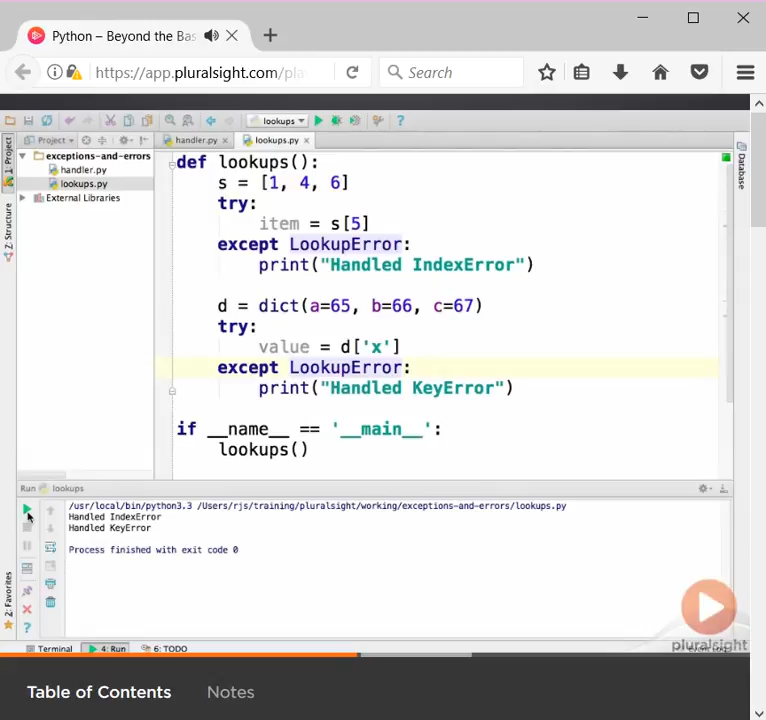 Python – Beyond the Bas
https://app.pluralsight.com/pla
Search
lookups
Project
handler.py
lookups.py
1: Project
Z: Structure
2: Favorites
Database
exceptions-and-errors
handler.py
lookups.py
External Libraries
def lookups():
s = [1, 4, 6]
try:
item = s[5]
except LookupError:
print("Handled IndexError")
d = dict(a=65, b=66, c=67)
try:
value = d['x']
except LookupError:
print("Handled KeyError")
if __name__ == '__main__':
lookups()
Run lookups
/usr/local/bin/python3.3 /Users/rjs/training/pluralsight/working/exceptions-and-errors/lookups.py
Handled IndexError
Handled KeyError
Process finished with exit code 0
pluralsight
Terminal
4: Run
6: TODO
Table of Contents
Notes